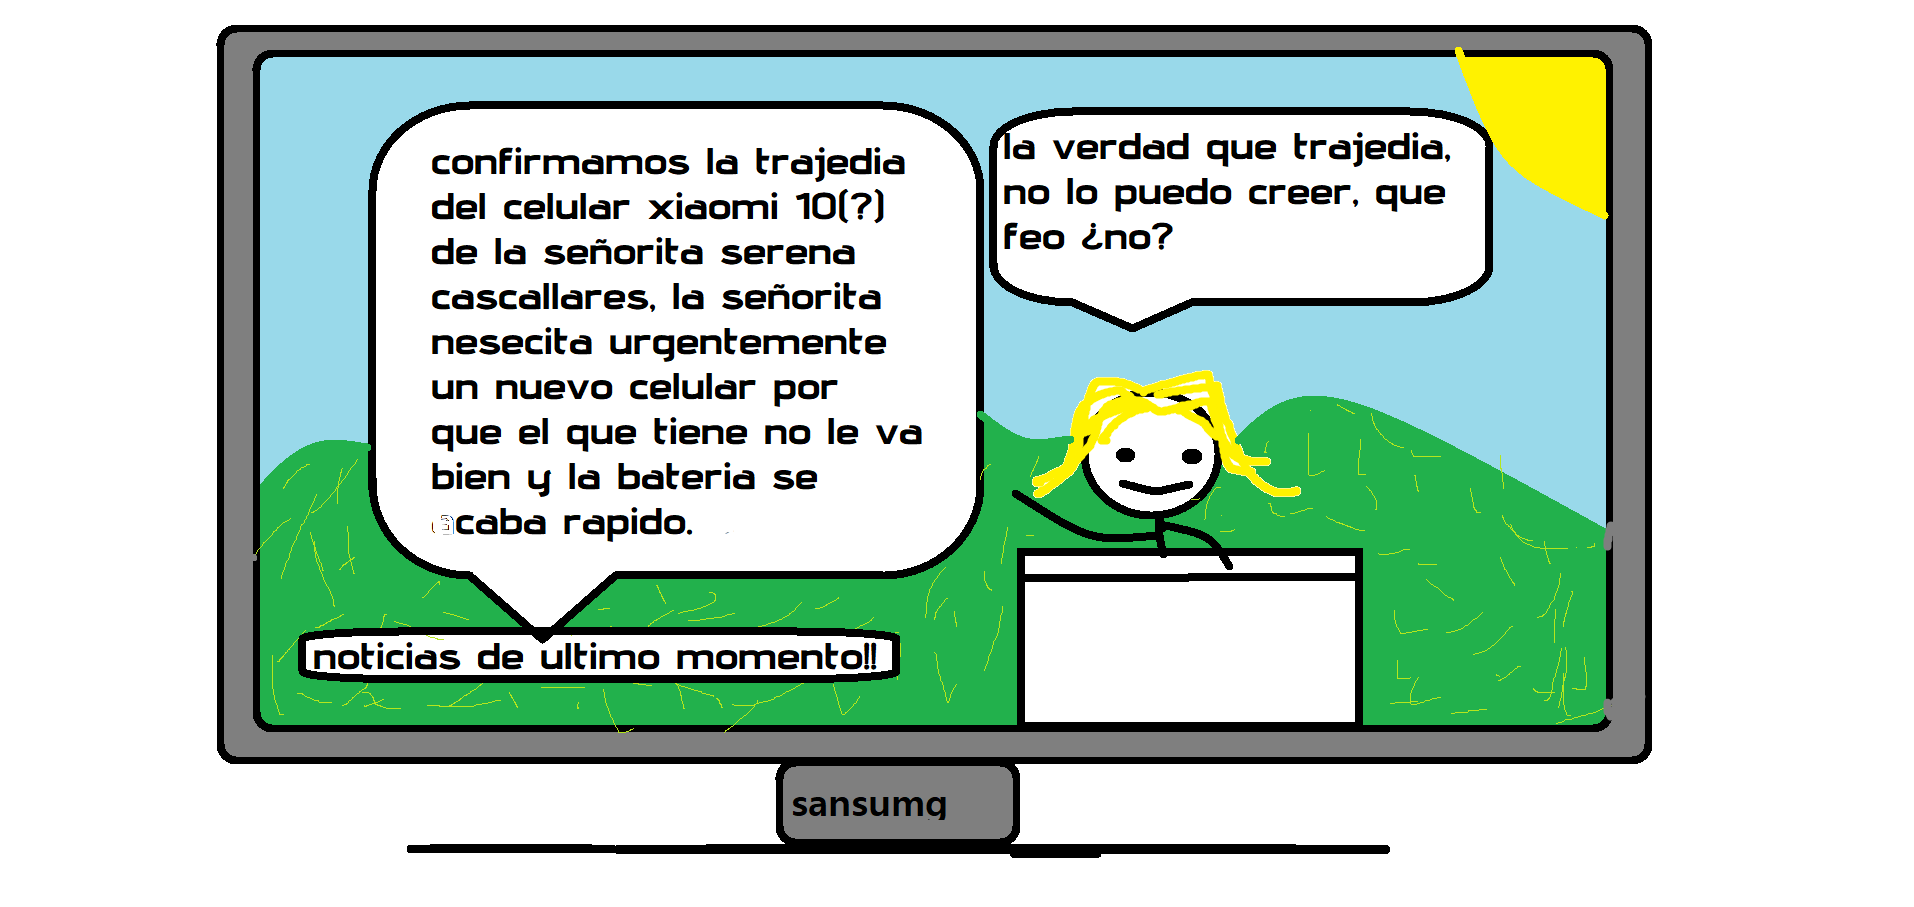 confirmamos la trajedia
del celular xiaomi 10(?)
de la señorita serena
cascallares, la señorita
nesecita urgentemente
un nuevo celular por
que el que tiene no le va
bien y la bateria se
acaba rapido.
la verdad que trajedia,
no lo puedo creer, que
feo ¿no?
noticias de ultimo momento!!
sansumg